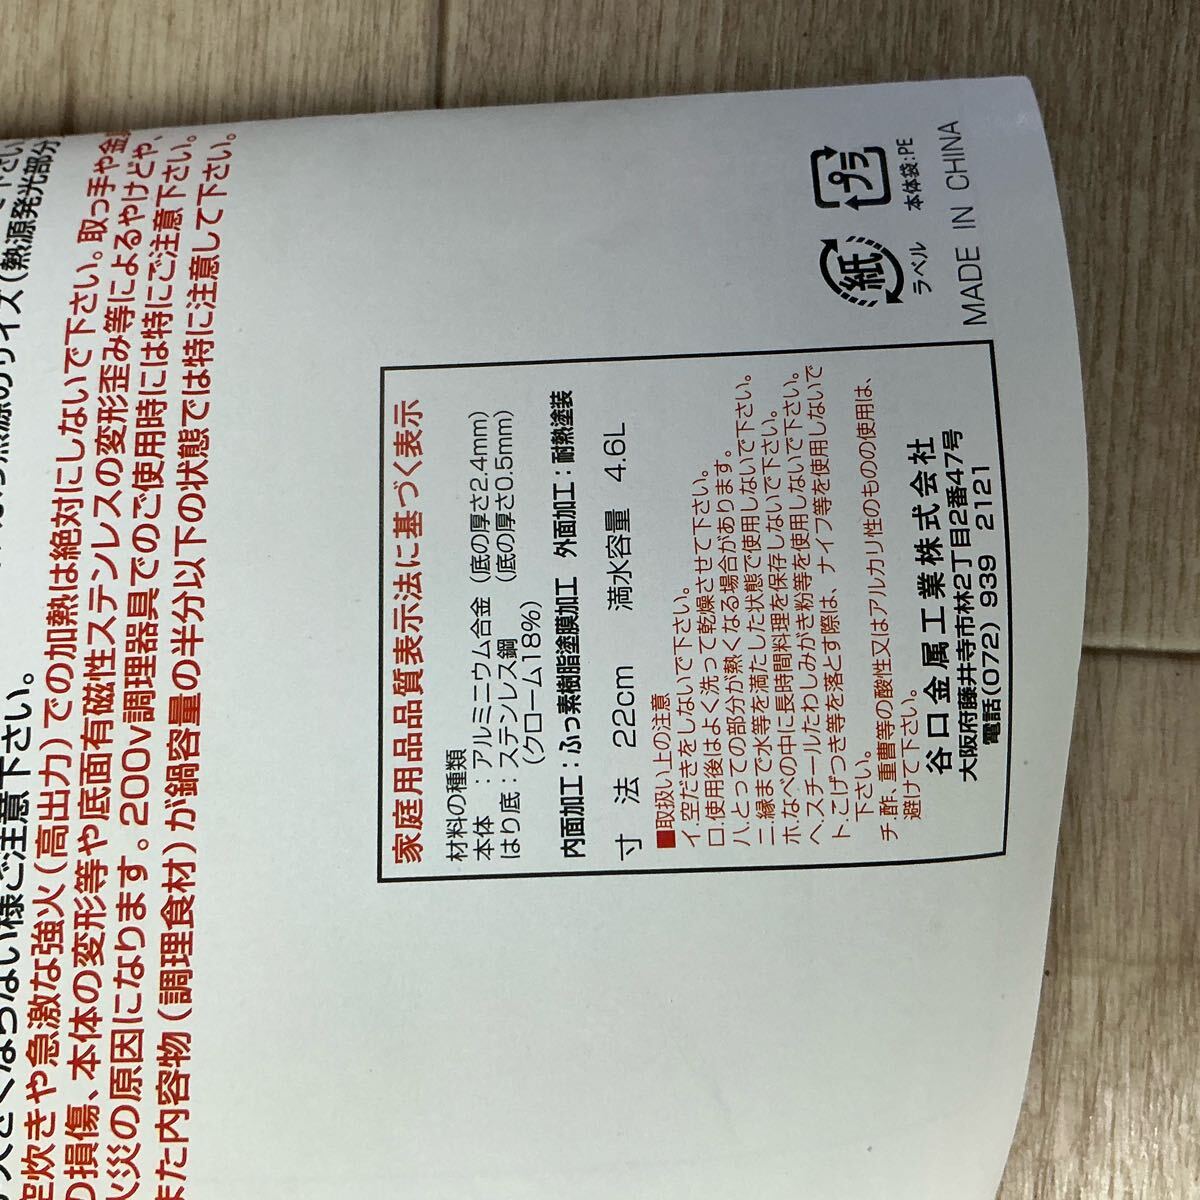 きくならない様ご注意下さい。
空炊きや急激な強火(高出力)での加熱は絶対にしないで下さい。取っ手や金
の損傷、本体の変形等や底面有磁性ステンレスの変形歪み等によるやけどや、
火災の原因になります。200v調理器具でのご使用時には特にご注意下さい。
また内容物(調理食材)が鍋容量の半分以下の状態では特に注意して下さい。
家庭用品品質表示法に基づく表示
材料の種類
本体 :アルミニウム合金 (底の厚さ2.4mm)
はり底:ステンレス鋼 (底の厚さ0.5mm)
(クローム18%)
内面加工:ふっ素樹脂塗膜加工 外面加工:耐熱塗装
寸 法 22cm 満水容量 4.6L
■取扱い上の注意
イ.空だきをしないで下さい。
ロ.使用後はよく洗って乾燥させて下さい。
ハ.とっての部分が熱くなる場合があります。
ニ.縁まで水等を満たした状態で使用しないで下さい。
ホ.なべの中に長時間料理を保存しないで下さい。
ヘ.スチールたわしみがき粉等を使用しないで下さい。
ト.こげつき等を落とす際は、ナイフ等を使用しないで
下さい。
チ.酢、重曹等の酸性又はアルカリ性のものの使用は、
避けて下さい。
谷口金属工業株式会社
大阪府藤井寺市林2丁目2番47号
電話(072) 939 2121
紙
ラベル
プラ
本体袋:PE
MADE IN CHINA